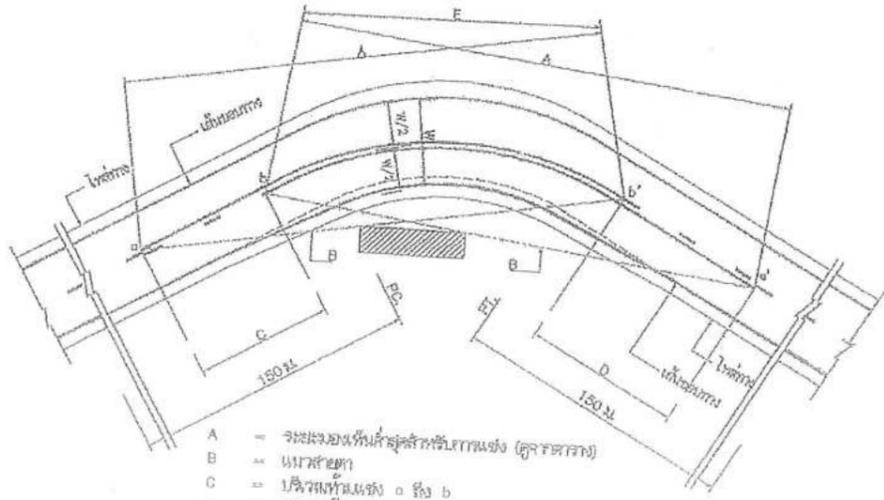 E
A
A
เส้นขอบทาง
ไหล่ทาง
W/2
W
W/2
a
b'
a'
B
B
P.C.
P.T.
C
D
150 ม.
150 ม.
ไหล่ทาง
เส้นขอบทาง
A = ระยะมองเห็นต่ำสุดสำหรับการแซง (ดูจากตาราง)
B = แนวสายตา
C = บริเวณห้ามแซง a ถึง b